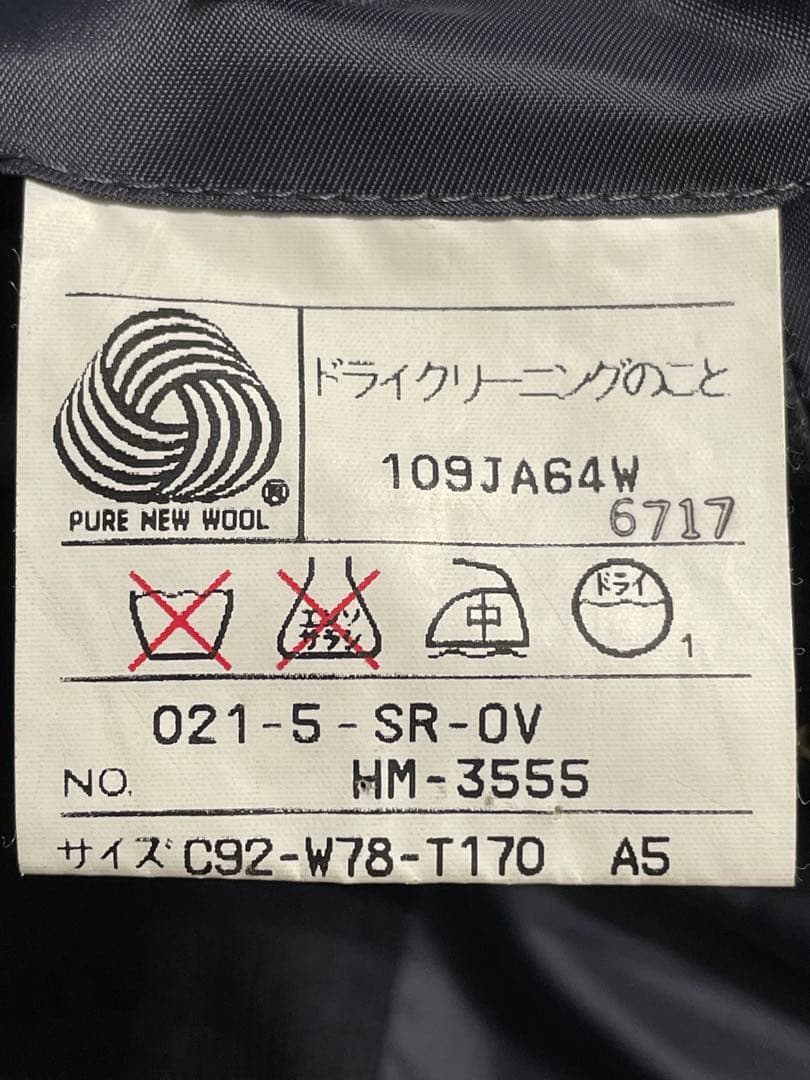 ドライクリーニングのこと
109JA64W
6717
®
PURE NEW WOOL
エンソ
サラシ
中
ドライ
1
021-5-SR-0V
NO. HM-3555
サイズ C92-W78-T170 A5